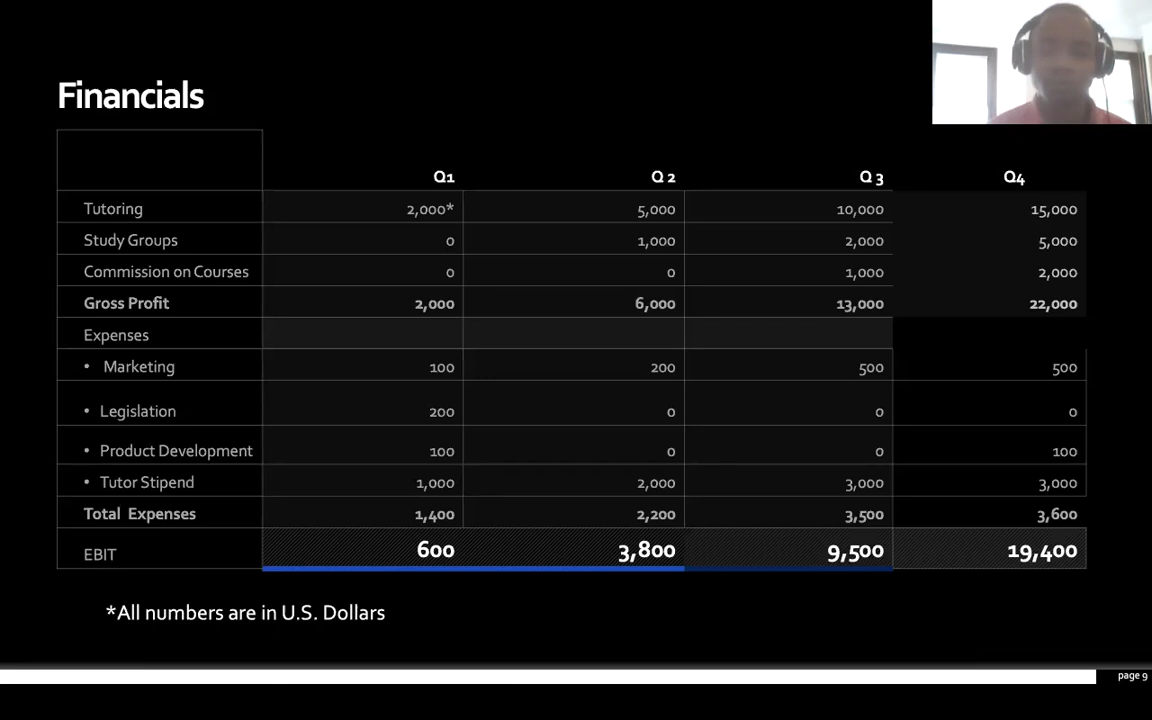 Financials
Q1 Q 2 Q 3 Q4
Tutoring 2,000* 5,000 10,000 15,000
Study Groups 0 1,000 2,000 5,000
Commission on Courses 0 0 1,000 2,000
Gross Profit 2,000 6,000 13,000 22,000
Expenses
• Marketing 100 200 500 500
• Legislation 200 0 0 0
• Product Development 100 0 0 100
• Tutor Stipend 1,000 2,000 3,000 3,000
Total Expenses 1,400 2,200 3,500 3,600
EBIT 600 3,800 9,500 19,400
*All numbers are in U.S. Dollars
page 9